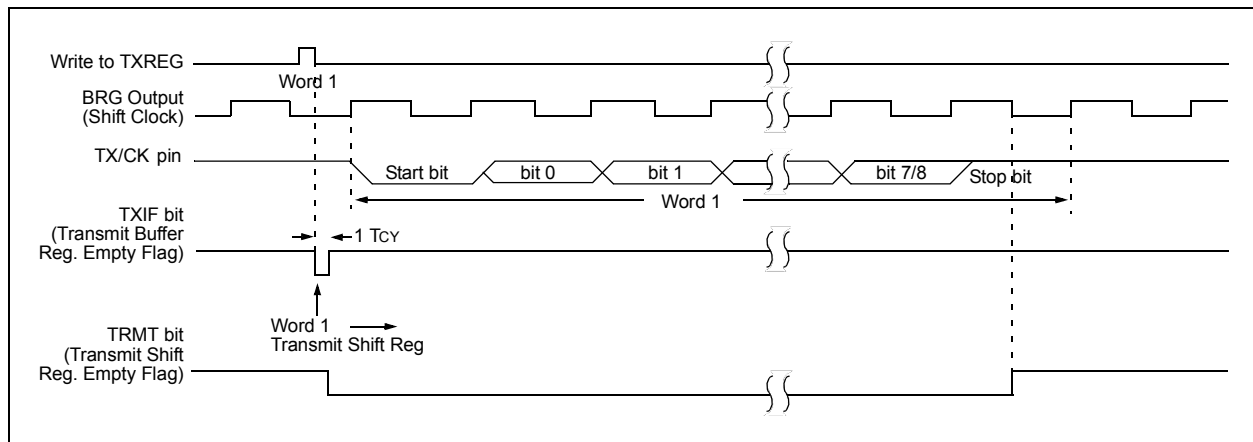 Write to TXREG
Word 1
BRG Output
(Shift Clock)
TX/CK pin
Start bit
bit 0
bit 1
bit 7/8
Stop bit
Word 1
TXIF bit
(Transmit Buffer
Reg. Empty Flag)
1 TCY
Word 1
Transmit Shift Reg
TRMT bit
(Transmit Shift
Reg. Empty Flag)